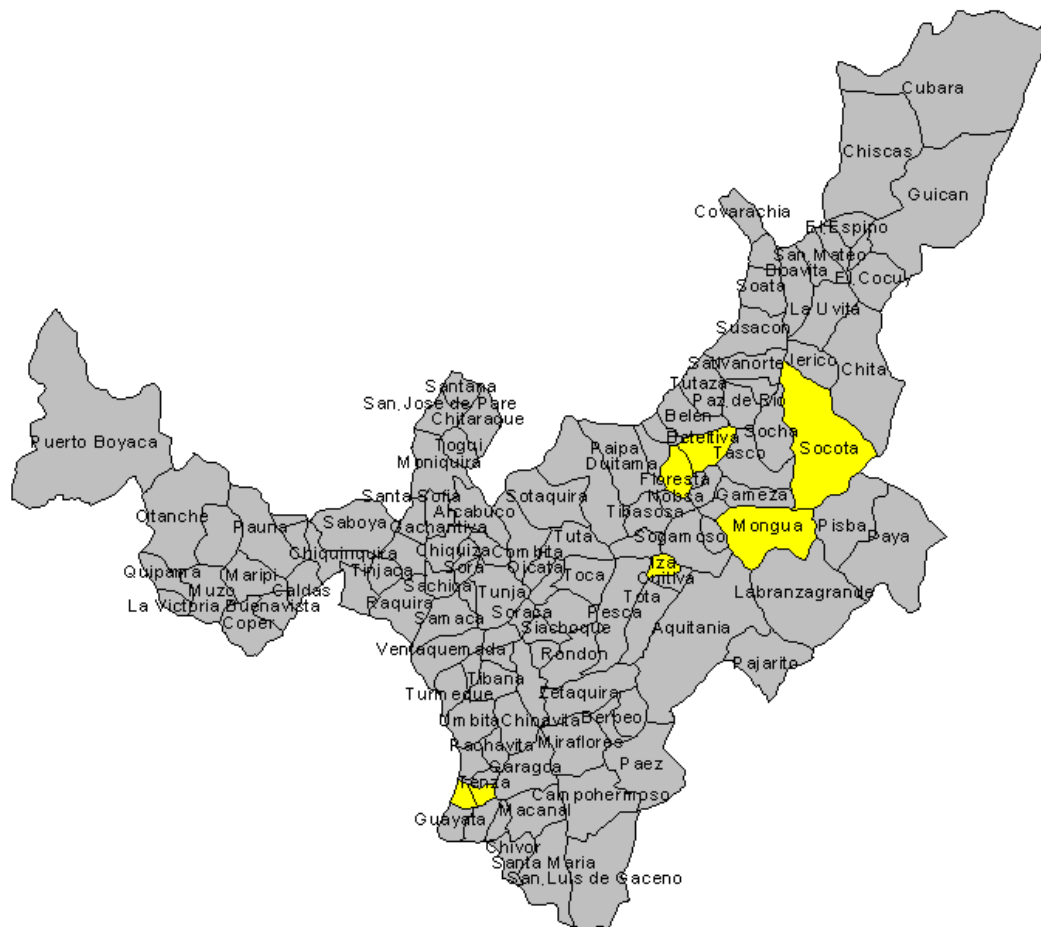 Cubara
Chiscas
Guican
Covarachia
El Espino
San Mateo
Boavita
El Cocuy
Soata
La Uvita
Susacon
Sativanorte
Jerico
Chita
Tutaza
Paz de Rio
Santana
San Jose de Pare
Chitaraque
Belen
Puerto Boyaca
Togui
Paipa
Betetiva
Socha
Socota
Moniquira
Duitama
Tasco
Floresta
Santa Sofia
Sotaquira
Nobsa
Gameza
Otanche
Pauna
Saboya
Gachantiva
Arcabuco
Tibasosa
Mongua
Pisba
Paya
Tuta
Sogamoso
Chiquinquira
Chiquiza
Combita
Quipama
Maripi
Tinjaca
Sora
Oicata
Toca
Iza
Cuitiva
Muzo
Caldas
Sachica
Tunja
Labranzagrande
La Victoria
Buenavista
Raquira
Samaca
Soraca
Pesca
Tota
Coper
Siachoque
Aquitania
Ventaquemada
Rondon
Pajarito
Tibana
Turmeque
Zetaquira
Umbita
Chinavita
Berbeo
Pachavita
Miraflores
Garagoa
Paez
Tenza
Campohermoso
Guayata
Macanal
Chivor
Santa Maria
San Luis de Gaceno